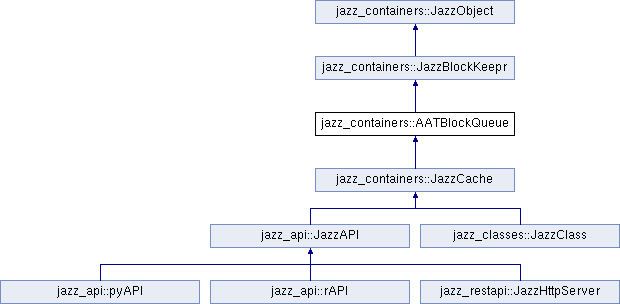 jazz_containers::JazzObject
jazz_containers::JazzBlockKeepr
jazz_containers::AATBlockQueue
jazz_containers::JazzCache
jazz_api::JazzAPI
jazz_classes::JazzClass
jazz_api::pyAPI
jazz_api::rAPI
jazz_restapi::JazzHttpServer